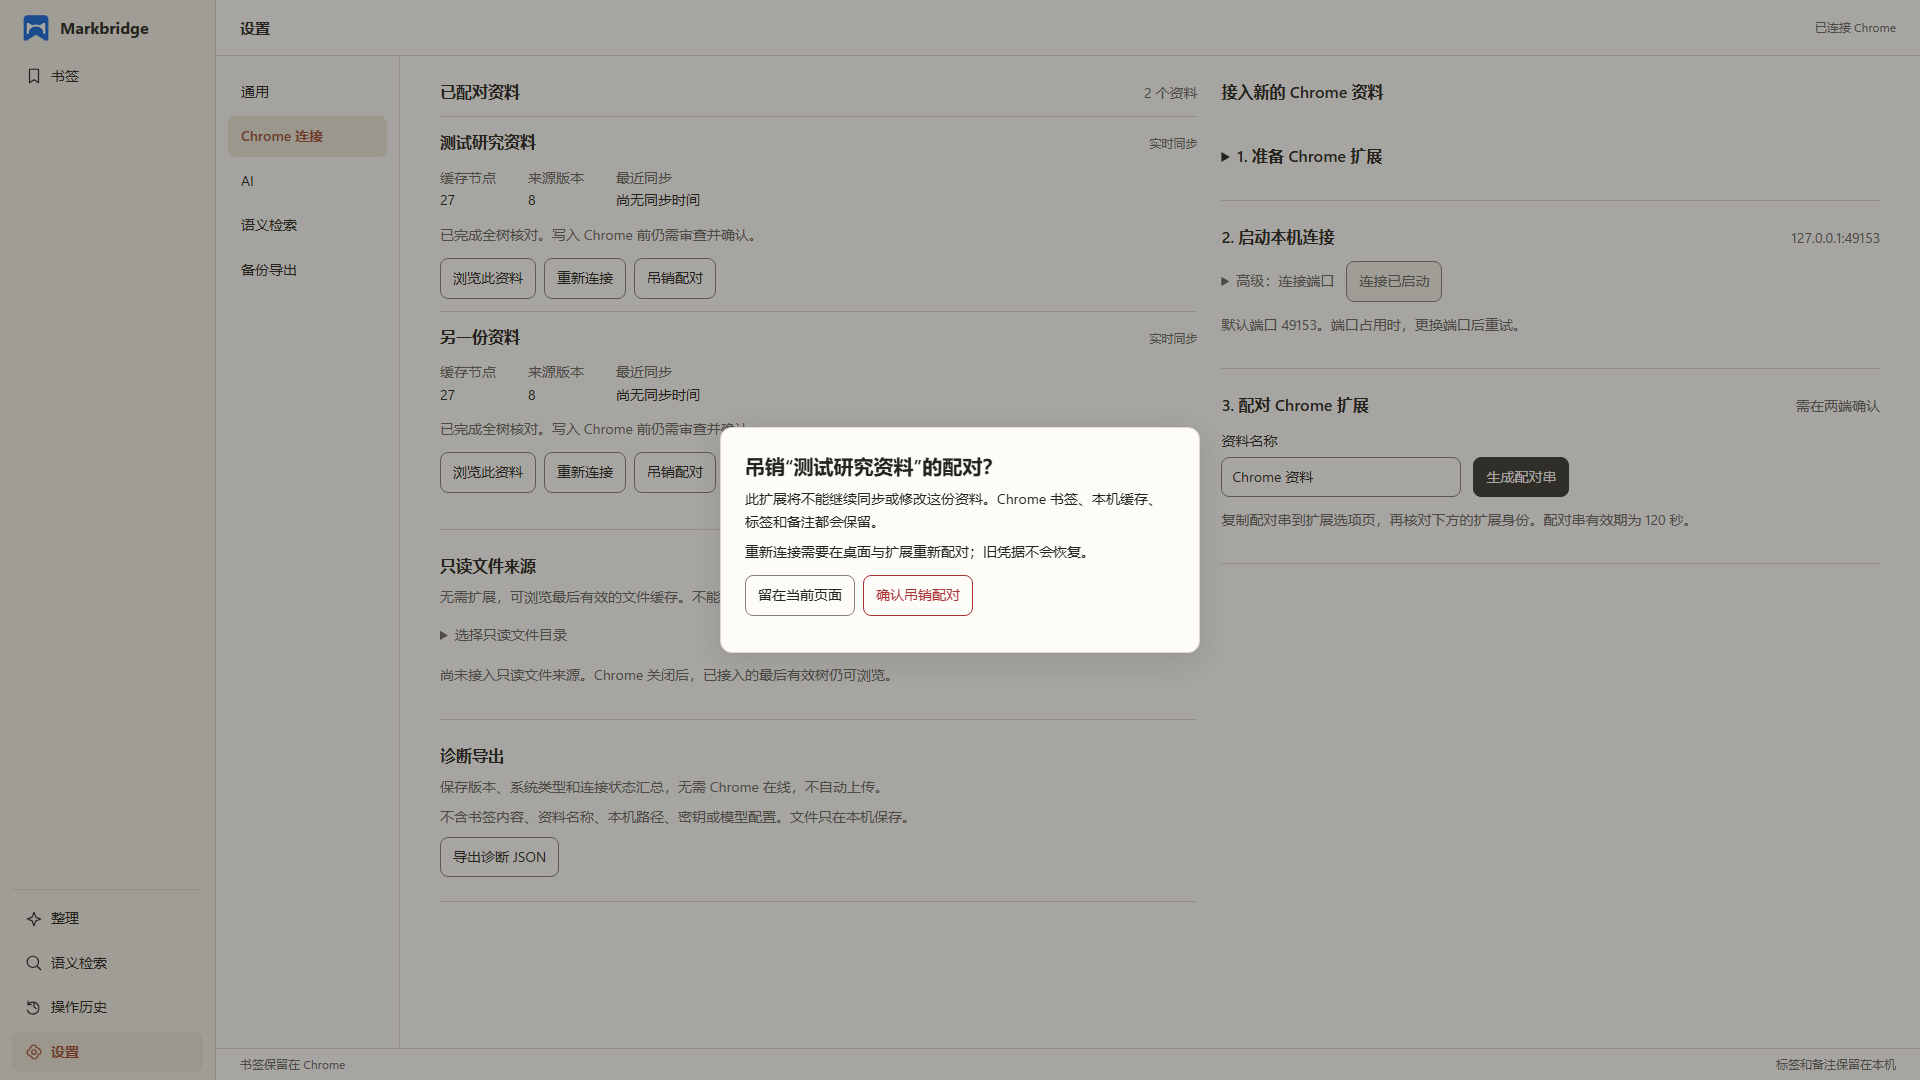 Markbridge
书签
整理
语义检索
操作历史
设置
设置
已连接 Chrome
通用
Chrome 连接
AI
语义检索
备份导出
已配对资料
2 个资料
测试研究资料
实时同步
缓存节点 来源版本 最近同步
27 8 尚无同步时间
已完成全树核对。写入 Chrome 前仍需审查并确认。
浏览此资料 重新连接 吊销配对
另一份资料
实时同步
缓存节点 来源版本 最近同步
27 8 尚无同步时间
已完成全树核对。写入 Chrome 前仍需审查并确认。
浏览此资料 重新连接 吊销配对
只读文件来源
无需扩展，可浏览最后有效的文件缓存。不能
选择只读文件目录
尚未接入只读文件来源。Chrome 关闭后，已接入的最后有效树仍可浏览。
诊断导出
保存版本、系统类型和连接状态汇总，无需 Chrome 在线，不自动上传。
不含书签内容、资料名称、本机路径、密钥或模型配置。文件只在本机保存。
导出诊断 JSON
接入新的 Chrome 资料
1. 准备 Chrome 扩展
2. 启动本机连接
127.0.0.1:49153
高级：连接端口 连接已启动
默认端口 49153。端口占用时，更换端口后重试。
3. 配对 Chrome 扩展
需在两端确认
资料名称
Chrome 资料 生成配对串
复制配对串到扩展选项页，再核对下方的扩展身份。配对串有效期为 120 秒。
吊销“测试研究资料”的配对？
此扩展将不能继续同步或修改这份资料。Chrome 书签、本机缓存、
标签和备注都会保留。
重新连接需要在桌面与扩展重新配对；旧凭据不会恢复。
留在当前页面 确认吊销配对
书签保留在 Chrome
标签和备注保留在本机